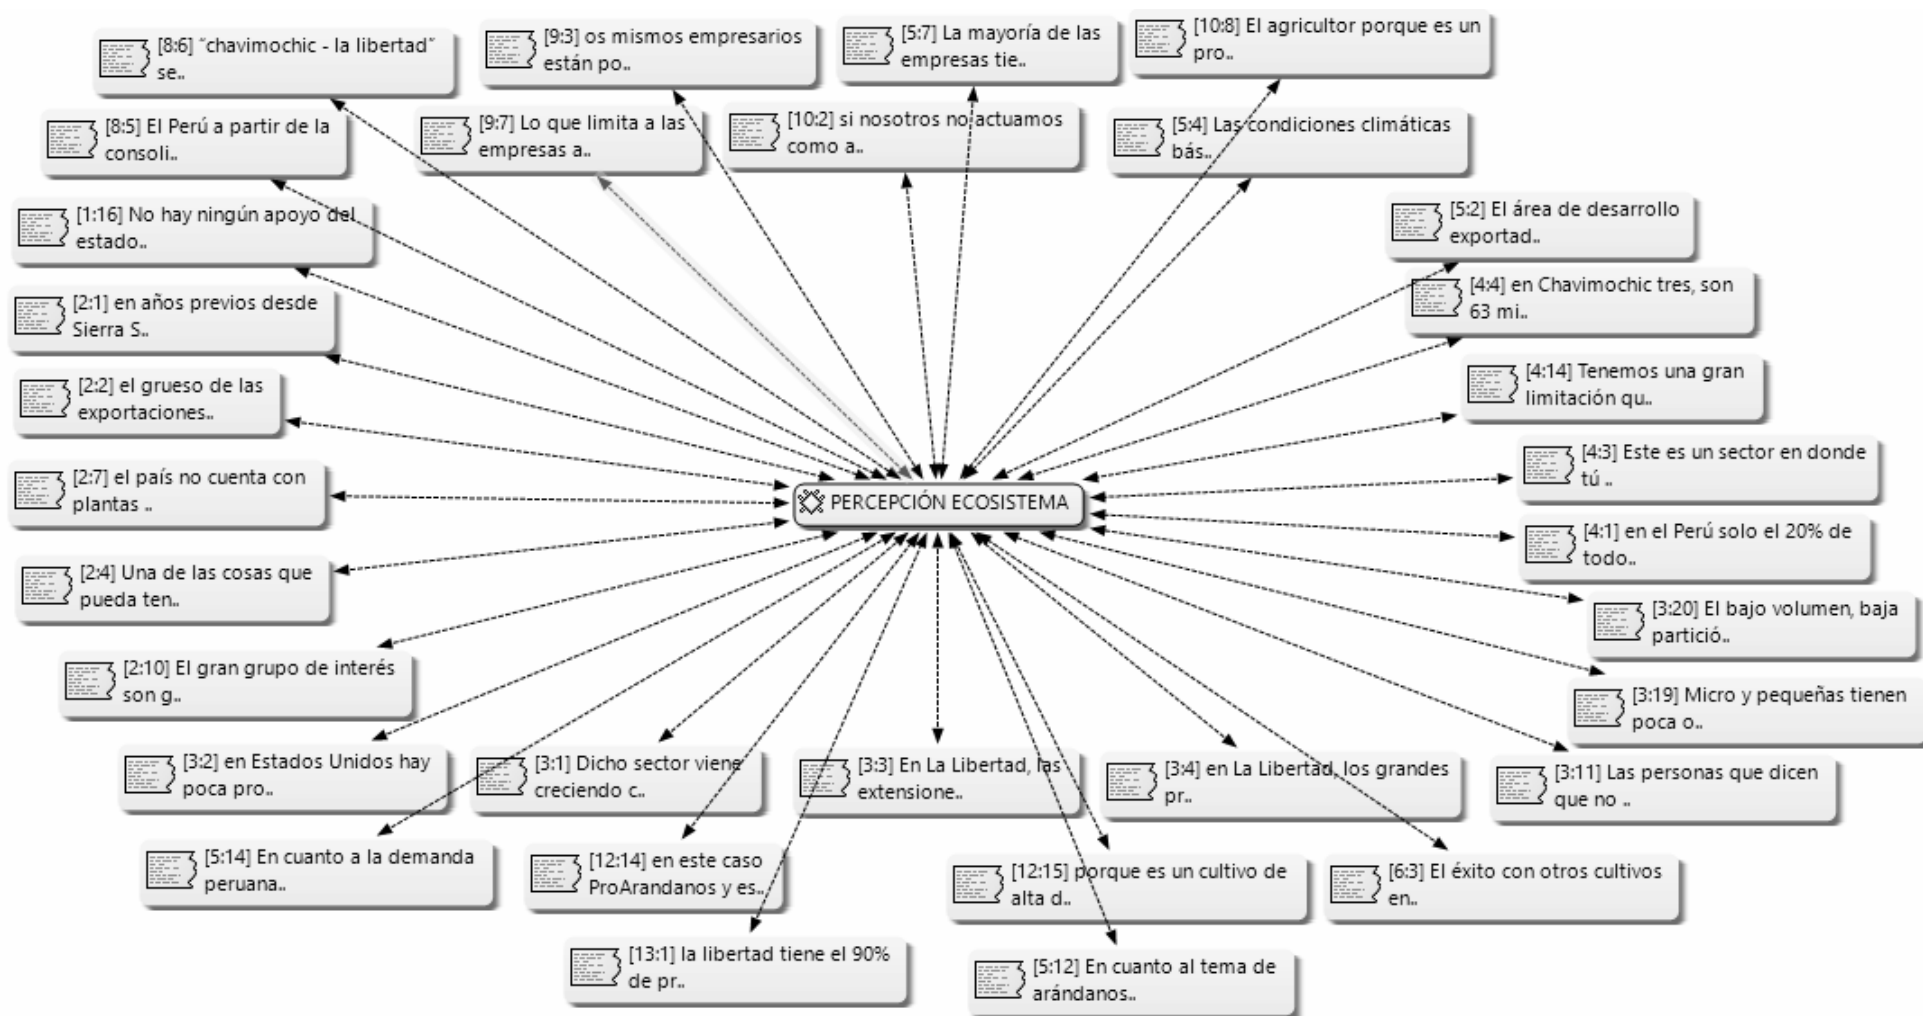 [8:6] “chavimochic - la libertad”
se..
[9:3] os mismos empresarios
están po..
[5:7] La mayoría de las
empresas tie..
[10:8] El agricultor porque es un
pro..
[8:5] El Perú a partir de la
consoli..
[9:7] Lo que limita a las
empresas a..
[10:2] si nosotros no actuamos
como a..
[5:4] Las condiciones climáticas
bás..
[1:16] No hay ningún apoyo del
estado..
[5:2] El área de desarrollo
exportad..
[2:1] en años previos desde
Sierra S..
[4:4] en Chavimochic tres, son
63 mi..
[2:2] el grueso de las
exportaciones..
[4:14] Tenemos una gran
limitación qu..
[2:7] el país no cuenta con
plantas ..
[4:3] Este es un sector en donde
tú ..
PERCEPCIÓN ECOSISTEMA
[4:1] en el Perú solo el 20% de
todo..
[2:4] Una de las cosas que
pueda ten..
[3:20] El bajo volumen, baja
partició..
[2:10] El gran grupo de interés
son g..
[3:19] Micro y pequeñas tienen
poca o..
[3:2] en Estados Unidos hay
poca pro..
[3:1] Dicho sector viene
creciendo c..
[3:3] En La Libertad, las
extensione..
[3:4] en La Libertad, los grandes
pr..
[3:11] Las personas que dicen
que no ..
[5:14] En cuanto a la demanda
peruana..
[12:14] en este caso
ProArandanos y es..
[12:15] porque es un cultivo de
alta d..
[6:3] El éxito con otros cultivos
en..
[13:1] la libertad tiene el 90%
de pr..
[5:12] En cuanto al tema de
arándanos..